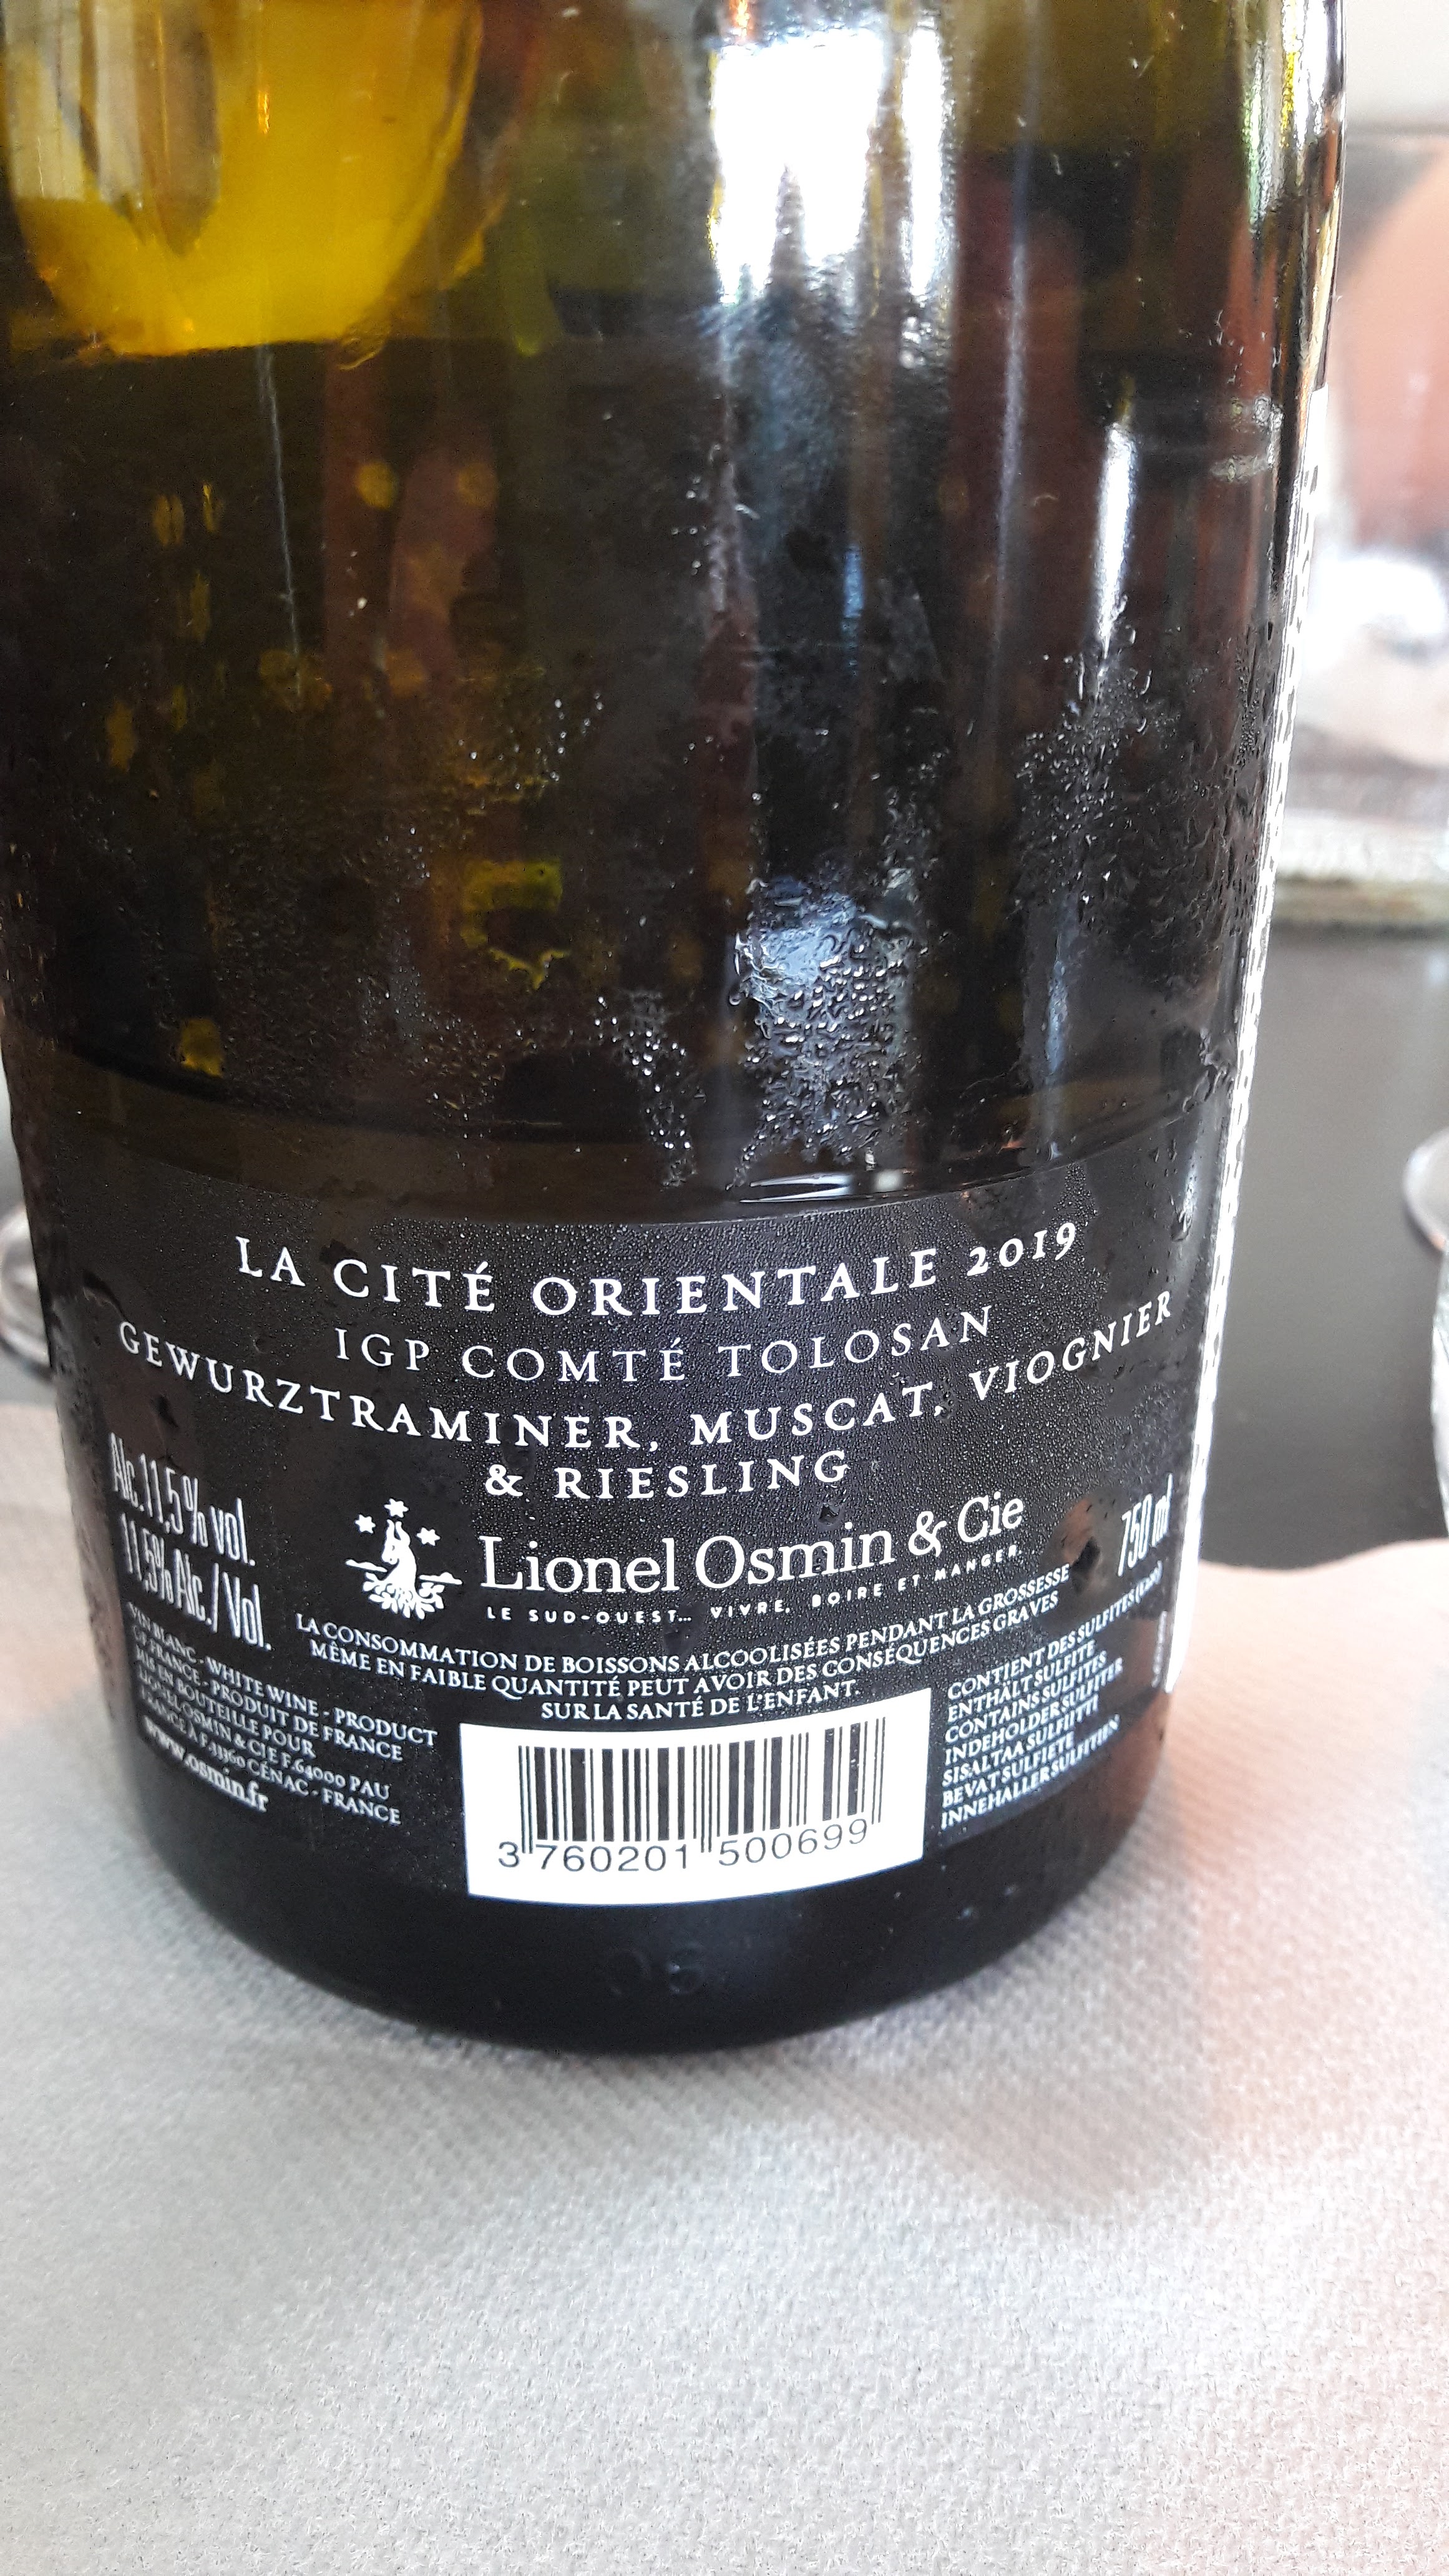 LA CITÉ ORIENTALE 2019
IGP COMTÉ TOLOSAN
GEWURZTRAMINER, MUSCAT, VIOGNIER
& RIESLING
Alc.11,5% vol.
11,5% Alc./Vol.
Lionel Osmin & Cie
LE SUD-OUEST... VIVRE, BOIRE ET MANGER
750 ml
LA CONSOMMATION DE BOISSONS ALCOOLISÉES PENDANT LA GROSSESSE
MÊME EN FAIBLE QUANTITÉ PEUT AVOIR DES CONSÉQUENCES GRAVES
SUR LA SANTÉ DE L'ENFANT.
VIN BLANC - WHITE WINE - PRODUCT
OF FRANCE - PRODUIT DE FRANCE
MIS EN BOUTEILLE POUR
LIONEL OSMIN & CIE F.64000 PAU
FRANCE À F.33360 CÉNAC - FRANCE
www.osmin.fr
CONTIENT DES SULFITES
ENTHÄLT SULFITE
CONTAINS SULFITES
INDEHOLDER SULFITER
SISALTAA SULFIITTI
BEVAT SULFIETE
INNEHALLER SULFITIEN
3 760201 500699